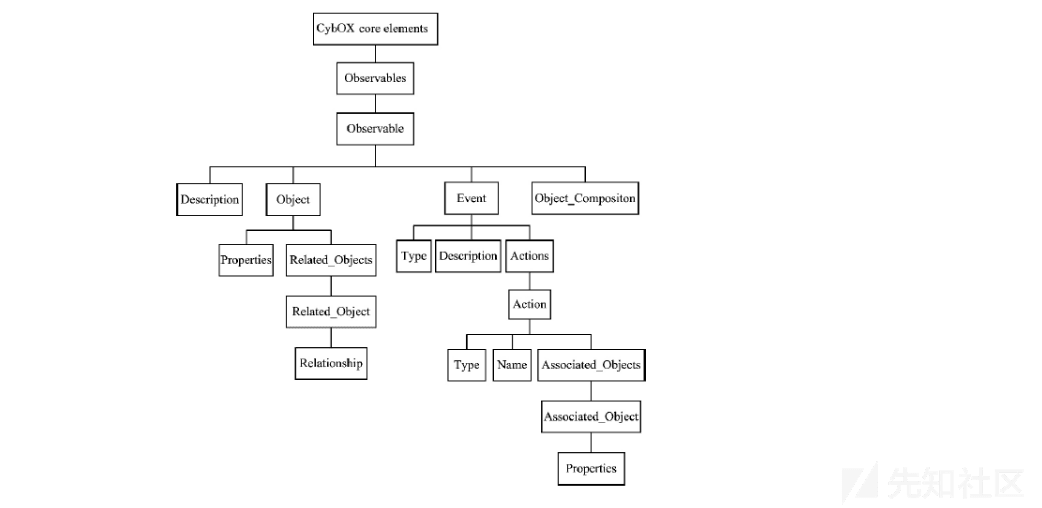 CybOX core elements
Observables
Observable
Description
Object
Event
Object_Compositon
Properties
Related_Objects
Type
Description
Actions
Related_Object
Action
Relationship
Type
Name
Associated_Objects
Associated_Object
Properties
先知社区